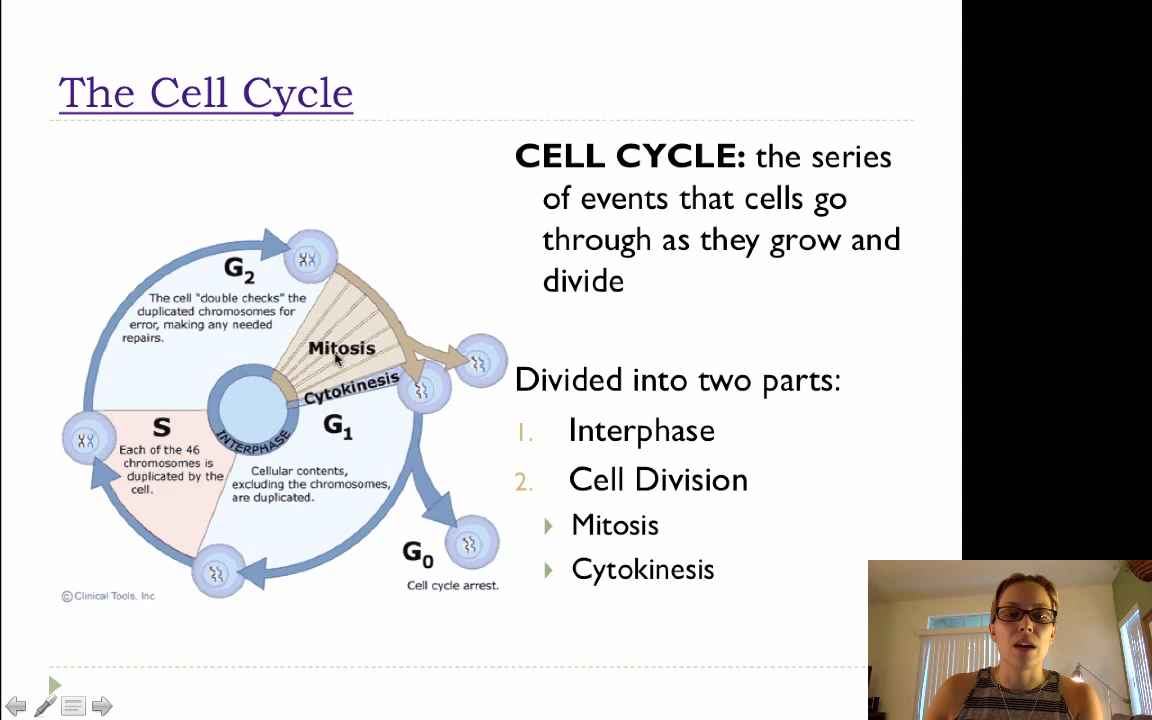 The Cell Cycle
CELL CYCLE: the series
of events that cells go
through as they grow and
divide
Divided into two parts:
1. Interphase
2. Cell Division
Mitosis
Cytokinesis
G2
The cell "double checks" the
duplicated chromosomes for
error, making any needed
repairs.
Mitosis
Cytokinesis
S
Each of the 46
chromosomes is
duplicated by the
cell.
INTERPHASE
G1
Cellular contents,
excluding the chromosomes,
are duplicated.
G0
Cell cycle arrest.
©Clinical Tools, Inc.